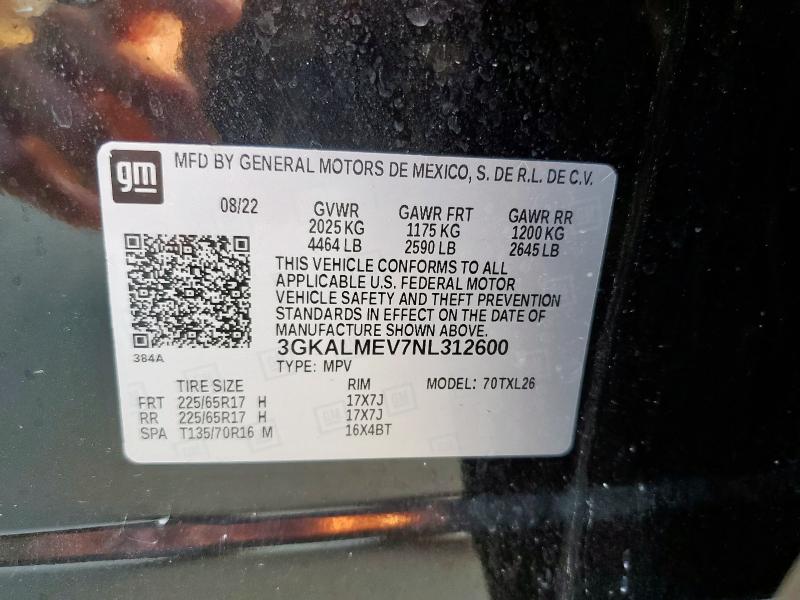 gm MFD BY GENERAL MOTORS DE MEXICO, S. DE R.L. DE C.V.
08/22 GVWR GAWR FRT GAWR RR
2025 KG 1175 KG 1200 KG
4464 LB 2590 LB 2645 LB
THIS VEHICLE CONFORMS TO ALL
APPLICABLE U.S. FEDERAL MOTOR
VEHICLE SAFETY AND THEFT PREVENTION
STANDARDS IN EFFECT ON THE DATE OF
MANUFACTURE SHOWN ABOVE.
3GKALMEV7NL312600
384A
TYPE: MPV
TIRE SIZE RIM MODEL: 70TXL26
FRT 225/65R17 H 17X7J
RR 225/65R17 H 17X7J
SPA T135/70R16 M 16X4BT